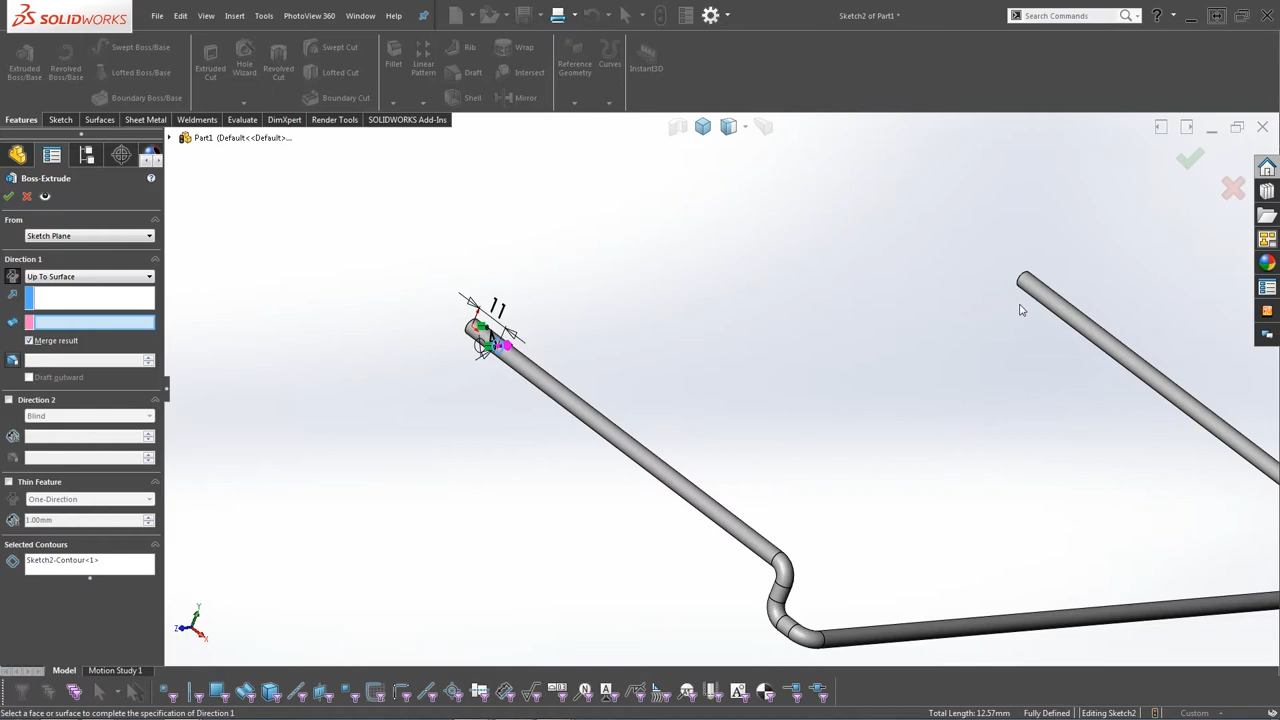 SOLIDWORKS
File Edit View Insert Tools PhotoView 360 Window Help
Sketch2 of Part1 *
Search Commands
Extruded Boss/Base
Revolved Boss/Base
Swept Boss/Base
Lofted Boss/Base
Boundary Boss/Base
Extruded Cut
Hole Wizard
Revolved Cut
Swept Cut
Lofted Cut
Boundary Cut
Fillet
Linear Pattern
Rib
Draft
Shell
Wrap
Intersect
Mirror
Reference Geometry
Curves
Instant3D
Features Sketch Surfaces Sheet Metal Weldments Evaluate DimXpert Render Tools SOLIDWORKS Add-Ins
Part1 (Default<<Default>...
Boss-Extrude
From
Sketch Plane
Direction 1
Up To Surface
Merge result
Draft outward
Direction 2
Blind
Thin Feature
One-Direction
1.00mm
Selected Contours
Sketch2-Contour<1>
11
Y
Z
X
Model Motion Study 1
Select a face or surface to complete the specification of Direction 1
Total Length: 12.57mm Fully Defined Editing Sketch2 Custom